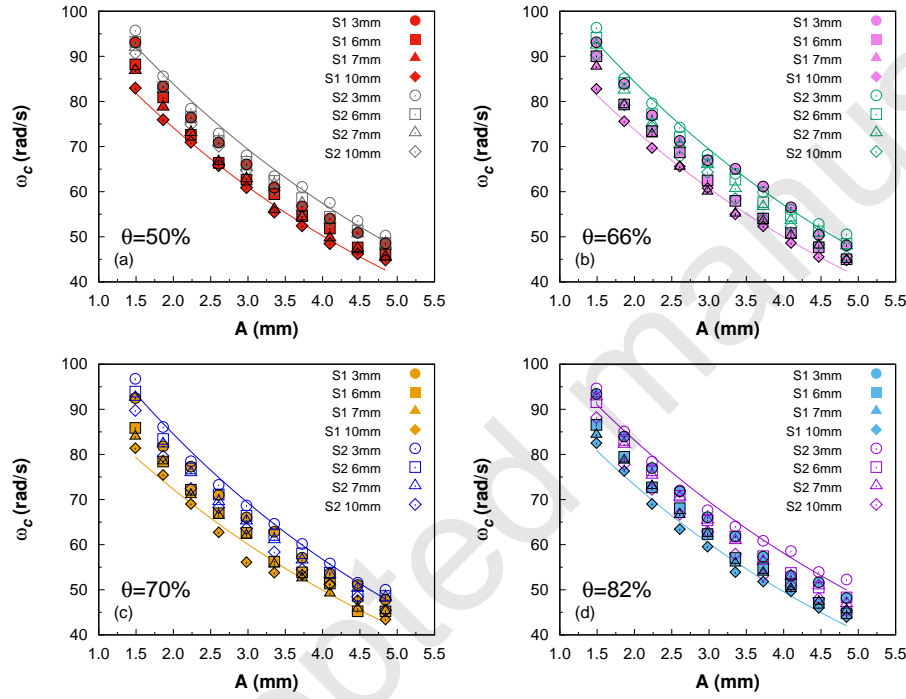 (a)
S1 3mm
S1 6mm
S1 7mm
S1 10mm
S2 3mm
S2 6mm
S2 7mm
S2 10mm
100
90
80
70
60
50
40
ωc (rad/s)
θ=50%
1.0 1.5 2.0 2.5 3.0 3.5 4.0 4.5 5.0 5.5
A (mm)
(b)
S1 3mm
S1 6mm
S1 7mm
S1 10mm
S2 3mm
S2 6mm
S2 7mm
S2 10mm
100
90
80
70
60
50
40
ωc (rad/s)
θ=66%
1.0 1.5 2.0 2.5 3.0 3.5 4.0 4.5 5.0 5.5
A (mm)
(c)
S1 3mm
S1 6mm
S1 7mm
S1 10mm
S2 3mm
S2 6mm
S2 7mm
S2 10mm
100
90
80
70
60
50
40
ωc (rad/s)
θ=70%
1.0 1.5 2.0 2.5 3.0 3.5 4.0 4.5 5.0 5.5
A (mm)
(d)
S1 3mm
S1 6mm
S1 7mm
S1 10mm
S2 3mm
S2 6mm
S2 7mm
S2 10mm
100
90
80
70
60
50
40
ωc (rad/s)
θ=82%
1.0 1.5 2.0 2.5 3.0 3.5 4.0 4.5 5.0 5.5
A (mm)